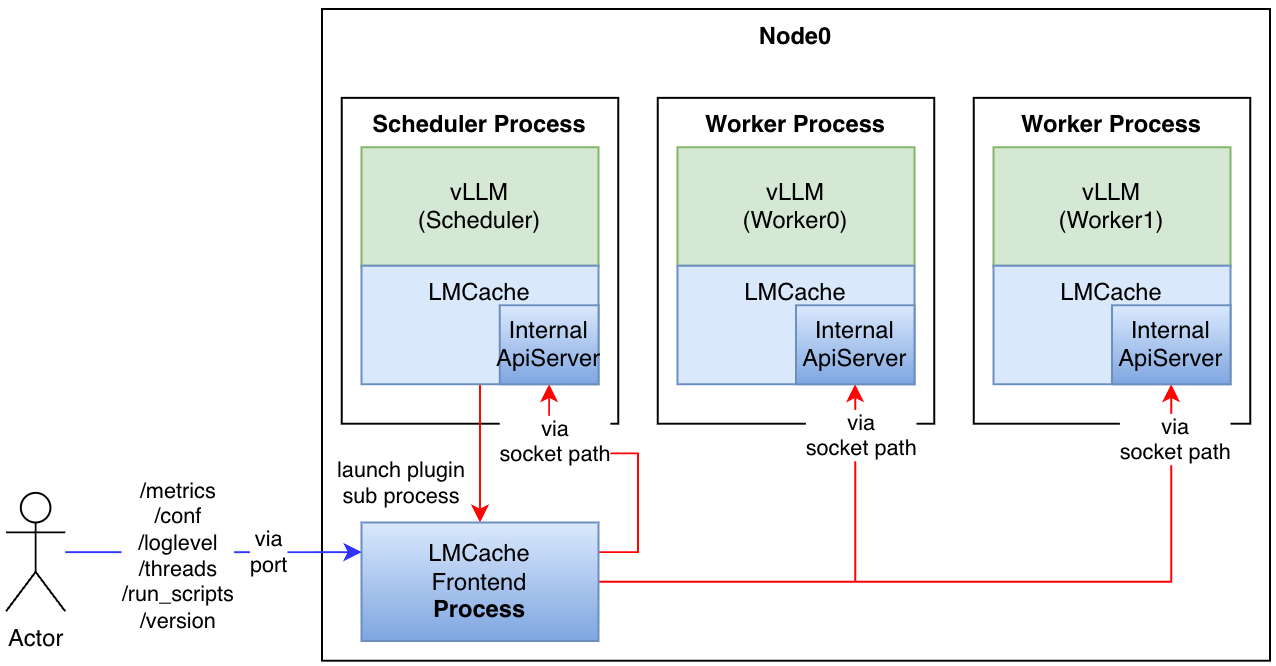 Node0
Scheduler Process
vLLM
(Scheduler)
LMCache
Internal
ApiServer
Worker Process
vLLM
(Worker0)
LMCache
Internal
ApiServer
Worker Process
vLLM
(Worker1)
LMCache
Internal
ApiServer
via
socket path
via
socket path
via
socket path
launch plugin
sub process
/metrics
/conf
/loglevel
/threads
/run_scripts
/version
via
port
Actor
LMCache
Frontend
Process